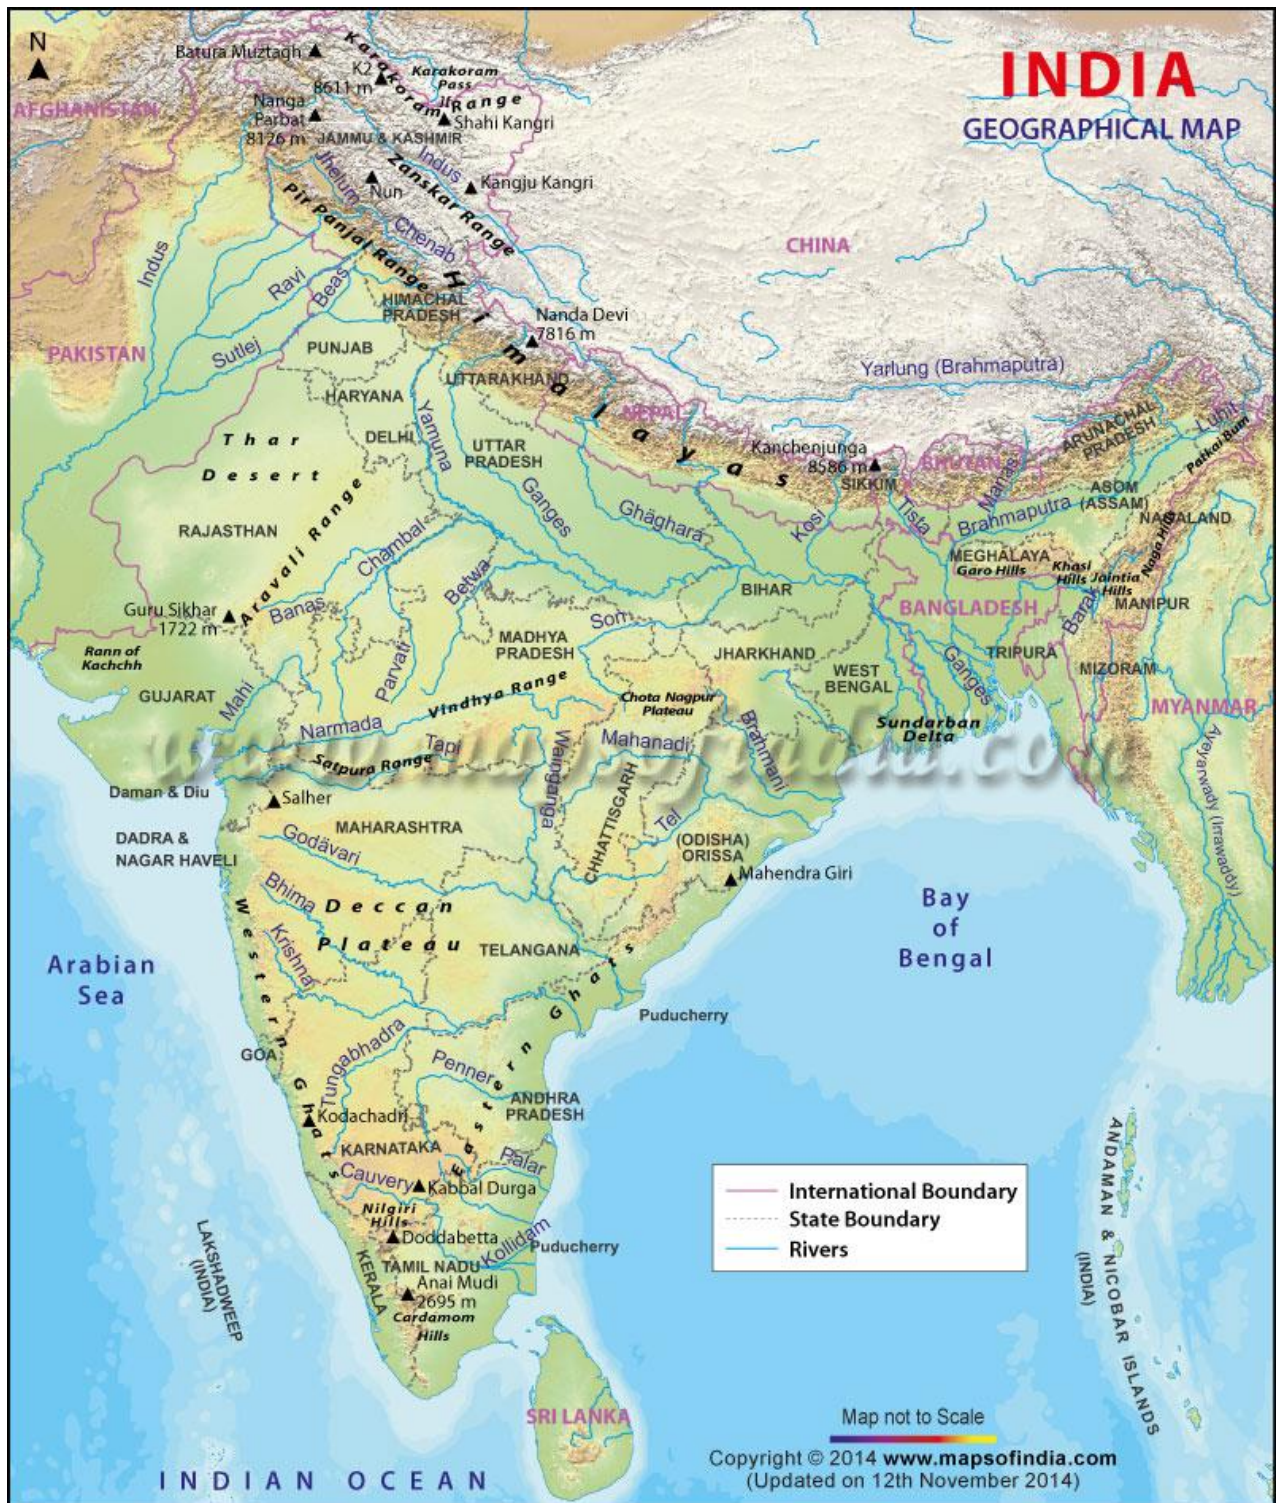 N
INDIA
GEOGRAPHICAL MAP
Batura Muztagh
K2
8611 m
Karakoram
Pass
Karakoram Range
Nanga
Parbat
8126 m
Shahi Kangri
AFGHANISTAN
JAMMU & KASHMIR
Indus
Jhelum
Nun
Zanskar Range
Kangju Kangri
Pir Panjal Range
Chenab
CHINA
Indus
Ravi
Beas
HIMACHAL
PRADESH
Himalayas
Nanda Devi
7816 m
PAKISTAN
Sutlej
PUNJAB
UTTARAKHAND
Yarlung (Brahmaputra)
HARYANA
NEPAL
Yamuna
DELHI
Thar
Desert
UTTAR
PRADESH
Kanchenjunga
8586 m
SIKKIM
BHUTAN
Manas
ARUNACHAL
PRADESH
Luhit
Patkai Bum
ASOM
(ASSAM)
Ganges
Ghäghara
Kosi
Tista
Brahmaputra
NAGALAND
Naga Hills
RAJASTHAN
Aravali Range
Chambal
Betwa
MEGHALAYA
Garo Hills
Khasi
Hills
Jaintia
Hills
BIHAR
BANGLADESH
Barak
MANIPUR
Guru Sikhar
1722 m
Banas
Rann of
Kachchh
MADHYA
PRADESH
Son
JHARKHAND
WEST
BENGAL
TRIPURA
MIZORAM
Ganges
GUJARAT
Mahi
Parvati
Vindhya Range
Chota Nagpur
Plateau
MYANMAR
Narmada
Tapi
Satpura Range
Wainganga
Mahanadi
Brahmani
Sundarban
Delta
Ayeyarwady (Irrawaddy)
www.mapsofindia.com
Daman & Diu
Salher
DADRA &
NAGAR HAVELI
MAHARASHTRA
Godävari
CHHATTISGARH
Tel
(ODISHA)
ORISSA
Mahendra Giri
Bhima
Deccan
Plateau
Krishna
TELANGANA
Western Ghats
Eastern Ghats
Arabian
Sea
Bay
of
Bengal
Puducherry
GOA
Tungabhadra
Penner
ANDHRA
PRADESH
Kodachadri
KARNATAKA
Palar
Cauvery
Kabbal Durga
Nilgiri
Hills
Doddabetta
Kollidam
Puducherry
KERALA
TAMIL NADU
Anai Mudi
2695 m
Cardamom
Hills
LAKSHADWEEP
(INDIA)
ANDAMAN & NICOBAR ISLANDS
(INDIA)
International Boundary
State Boundary
Rivers
SRI LANKA
INDIAN OCEAN
Map not to Scale
Copyright © 2014 www.mapsofindia.com
(Updated on 12th November 2014)